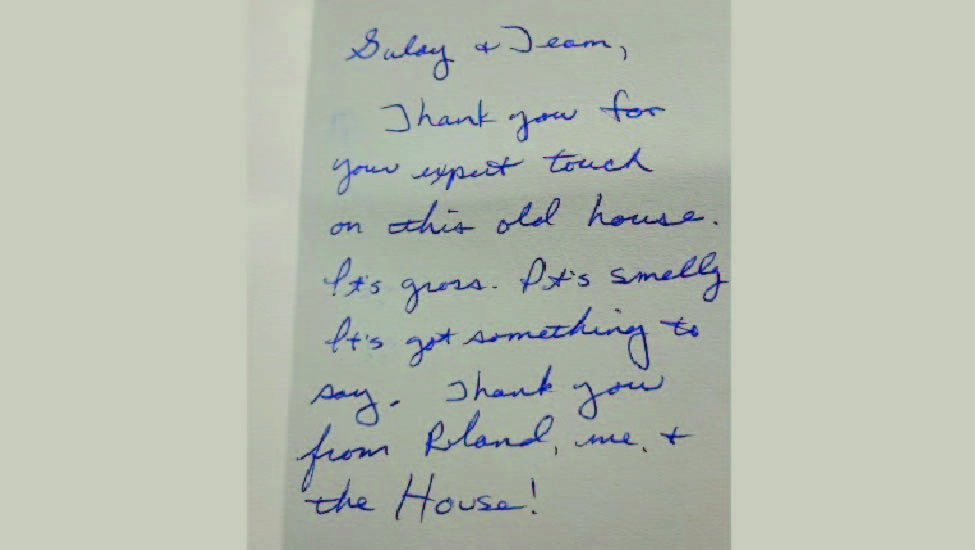 & Team,
Thank you for
your expert touch
on this old house.
It's gross. It's smelly
It's got something to
say. Thank you
from Roland, me, +
the House!